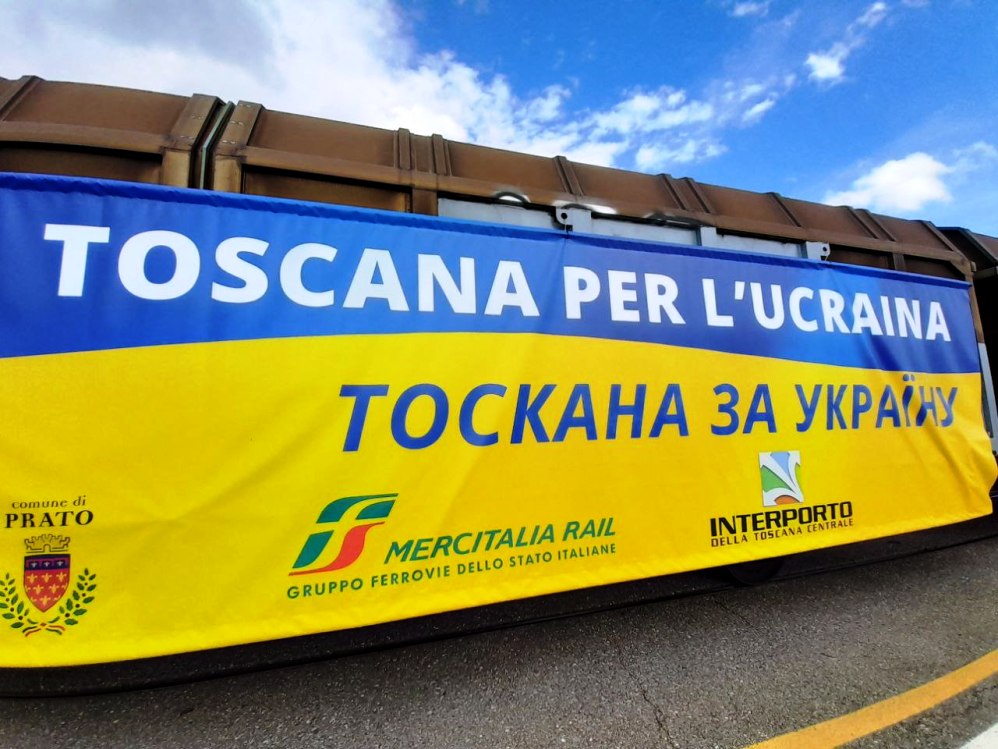 TOSCANA PER L'UCRAINA
ТОСКАНА ЗА УКРАЇНУ
comune di
PRATO
MERCITALIA RAIL
GRUPPO FERROVIE DELLO STATO ITALIANE
INTERPORTO
DELLA TOSCANA CENTRALE